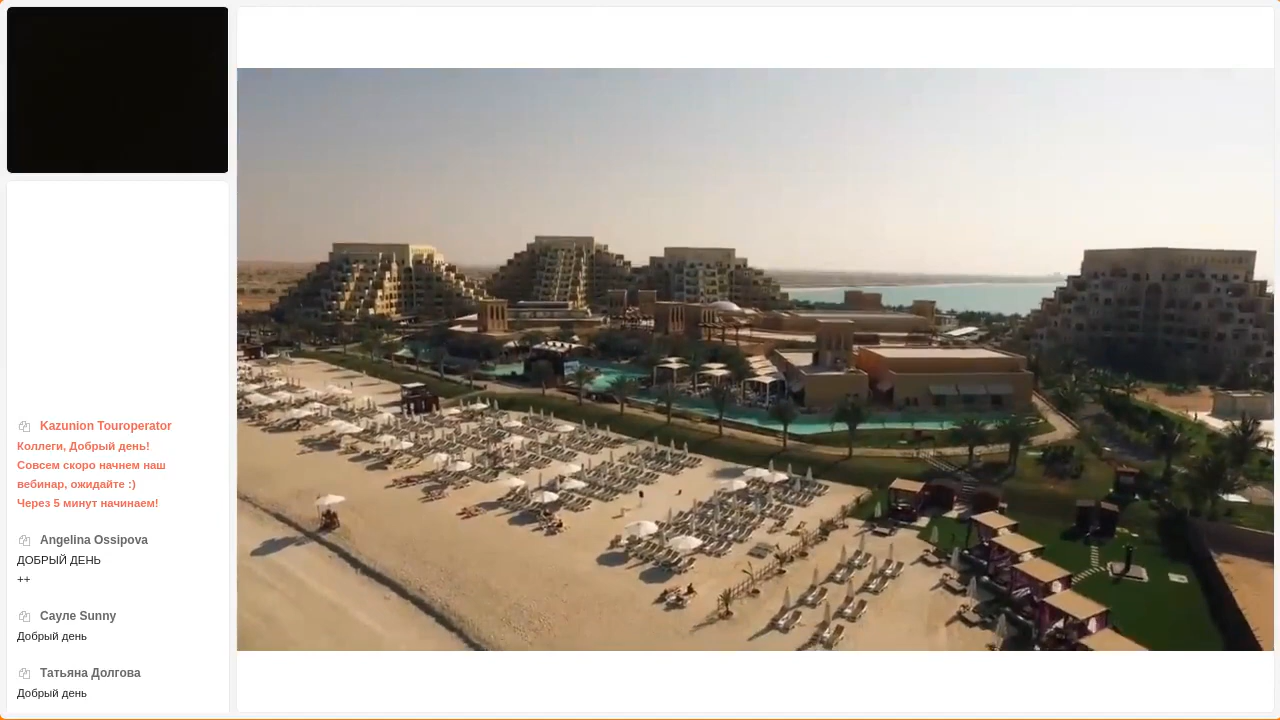 Kazunion Touroperator
Коллеги, Добрый день!
Совсем скоро начнем наш
вебинар, ожидайте :)
Через 5 минут начинаем!
Angelina Ossipova
ДОБРЫЙ ДЕНЬ
++
Сауле Sunny
Добрый день
Татьяна Долгова
Добрый день